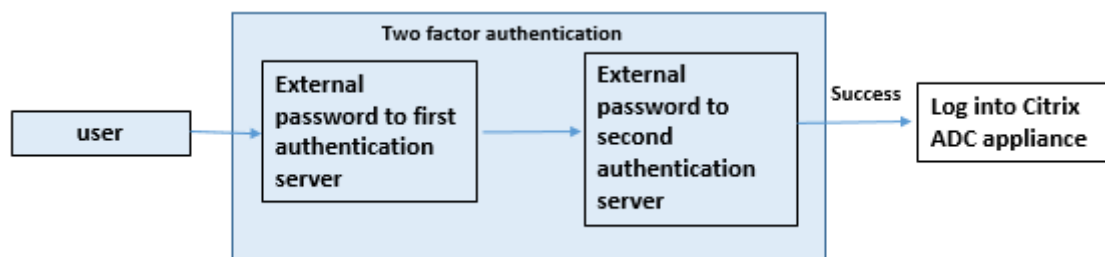 Two factor authentication
user
External
password to first
authentication
server
External
password to
second
authentication
server
Success
Log into Citrix
ADC appliance